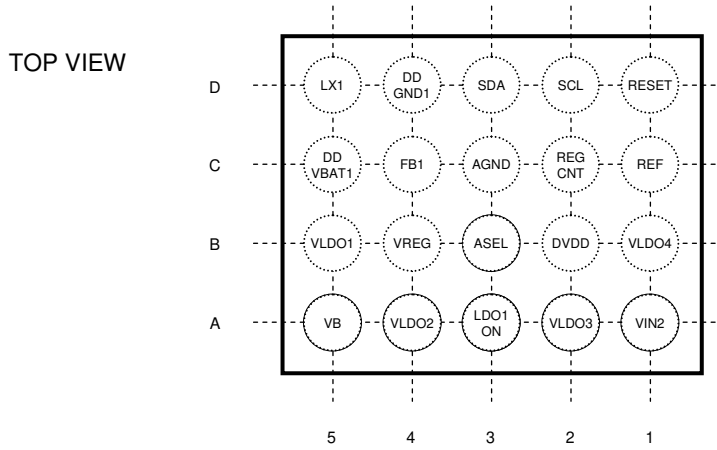 TOP VIEW
D
LX1
DD
GND1
SDA
SCL
RESET
C
DD
VBAT1
FB1
AGND
REG
CNT
REF
B
VLDO1
VREG
ASEL
DVDD
VLDO4
A
VB
VLDO2
LDO1
ON
VLDO3
VIN2
5 4 3 2 1